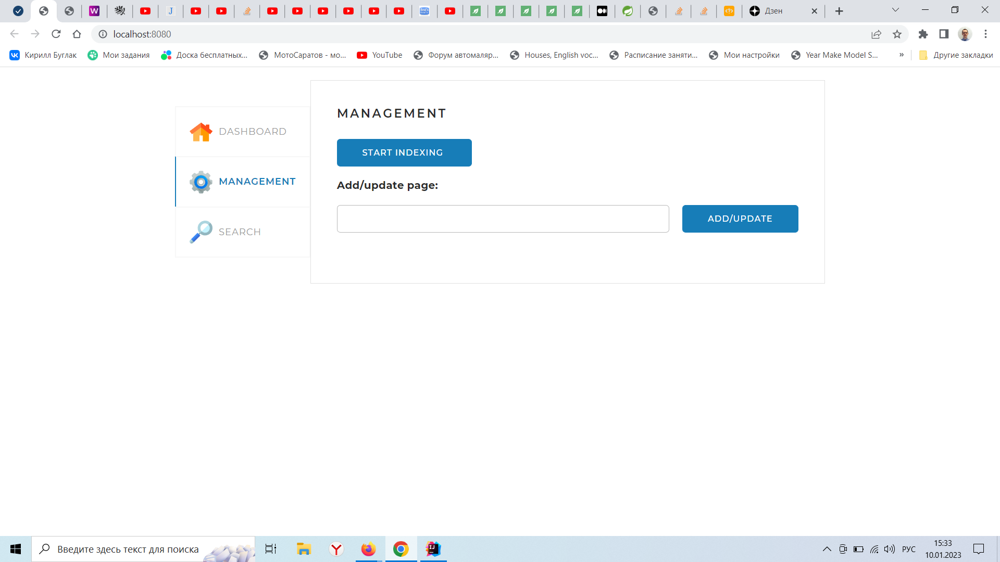 Дзен
localhost:8080
Кирилл Буглак
Мои задания
Доска бесплатных...
МотоСаратов - мо...
YouTube
Форум автомаляр...
Houses, English voc...
Расписание заняти...
Мои настройки
Year Make Model S...
»
Другие закладки
DASHBOARD
MANAGEMENT
SEARCH
MANAGEMENT
START INDEXING
Add/update page:
ADD/UPDATE
Введите здесь текст для поиска
РУС
15:33
10.01.2023